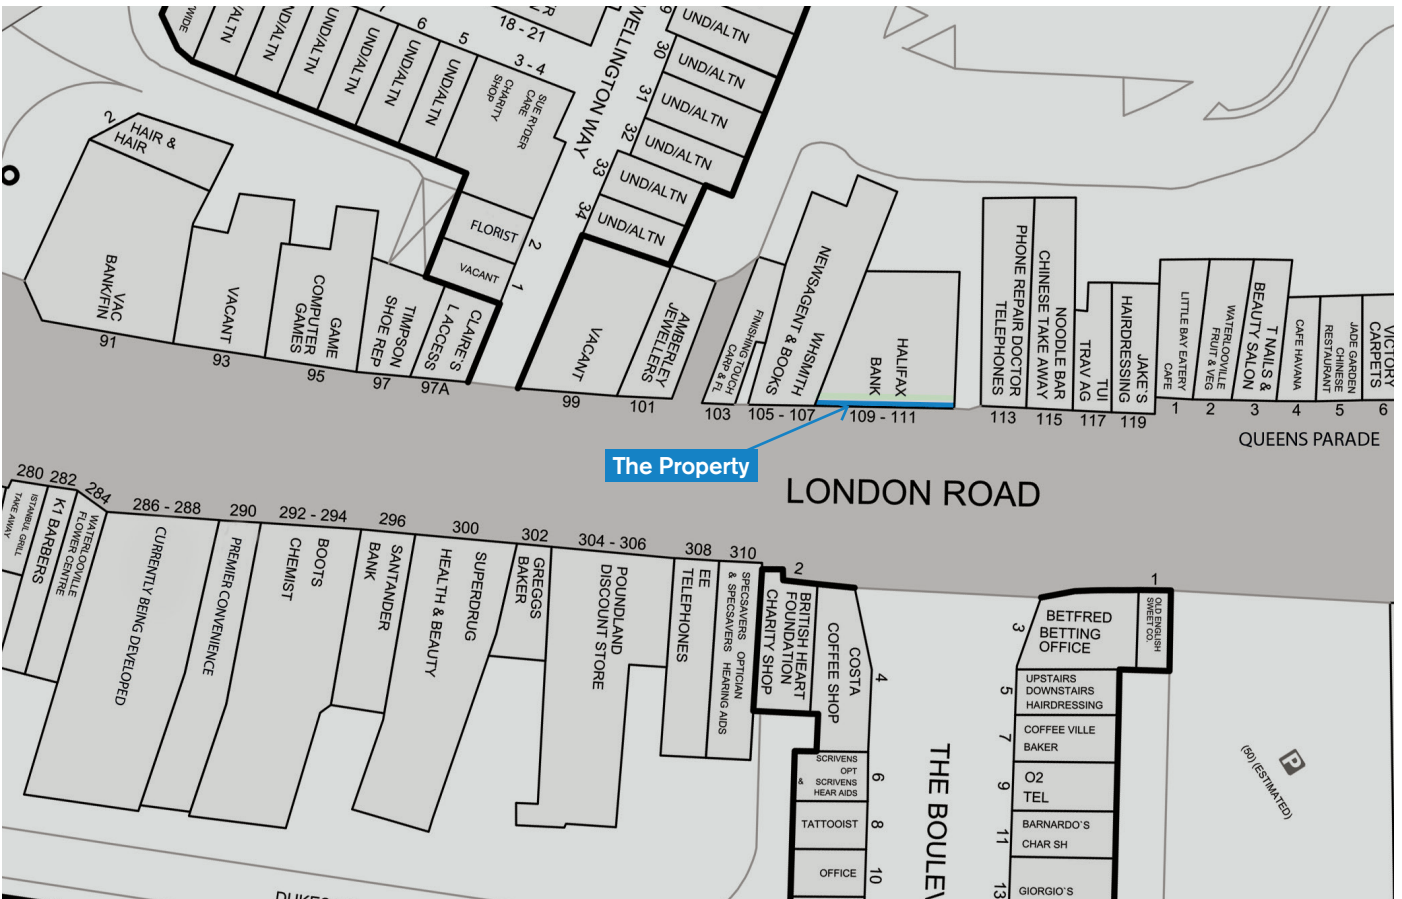 WIDE
UND/ALTN
UND/ALTN
UND/ALTN
UND/ALTN
UND/ALTN
UND/ALTN
6
5
3 - 4
18 - 21
SUE RYDER
CARE
CHARITY
SHOP
WELLINGTON WAY
30
31
32
33
34
UND/ALTN
UND/ALTN
UND/ALTN
UND/ALTN
UND/ALTN
UND/ALTN
FLORIST
2
VACANT
1
2
HAIR &
HAIR
VAC
BANK/FIN
91
VACANT
93
GAME
COMPUTER
GAMES
95
TIMPSON
SHOE REP
97
CLAIRE'S
L ACCESS
97A
VACANT
99
AMBERLEY
JEWELLERS
101
FINISHING TOUCH
CARP & FL
103
WHSMITH
NEWSAGENT & BOOKS
105 - 107
HALIFAX
BANK
109 - 111
PHONE REPAIR DOCTOR
TELEPHONES
113
NOODLE BAR
CHINESE TAKE AWAY
115
TUI
TRAV AG
117
JAKE'S
HAIRDRESSING
119
LITTLE BAY EATERY
CAFE
1
WATERLOOVILLE
FRUIT & VEG
2
T NAILS &
BEAUTY SALON
3
CAFE HAVANA
4
JADE GARDEN
CHINESE
RESTAURANT
5
VICTORY
CARPETS
6
QUEENS PARADE
The Property
LONDON ROAD
280
ISTANBUL GRILL
TAKE AWAY
282
K1 BARBERS
284
WATERLOOVILLE
FLOWER CENTRE
286 - 288
CURRENTLY BEING DEVELOPED
290
PREMIER CONVENIENCE
292 - 294
BOOTS
CHEMIST
296
SANTANDER
BANK
300
SUPERDRUG
HEALTH & BEAUTY
302
GREGGS
BAKER
304 - 306
POUNDLAND
DISCOUNT STORE
308
EE
TELEPHONES
310
SPECSAVERS OPTICIAN
& SPECSAVERS HEARING AIDS
2
BRITISH HEART
FOUNDATION
CHARITY SHOP
COSTA
COFFEE SHOP
4
SCRIVENS
OPT
& SCRIVENS
HEAR AIDS
6
TATTOOIST
8
OFFICE
10
THE BOULEV
1
OLD ENGLISH
SWEET CO.
3
BETFRED
BETTING
OFFICE
5
UPSTAIRS
DOWNSTAIRS
HAIRDRESSING
7
COFFEE VILLE
BAKER
9
O2
TEL
11
BARNARDO`S
CHAR SH
13
GIORGIO`S
P
(50) (ESTIMATED)